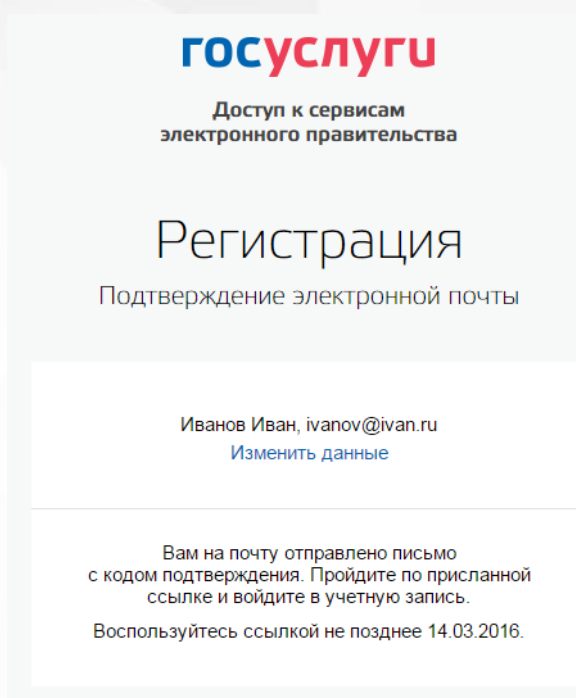 госуслуги
Доступ к сервисам
электронного правительства
Регистрация
Подтверждение электронной почты
Иванов Иван, ivanov@ivan.ru
Изменить данные
Вам на почту отправлено письмо
с кодом подтверждения. Пройдите по присланной
ссылке и войдите в учетную запись.
Воспользуйтесь ссылкой не позднее 14.03.2016.